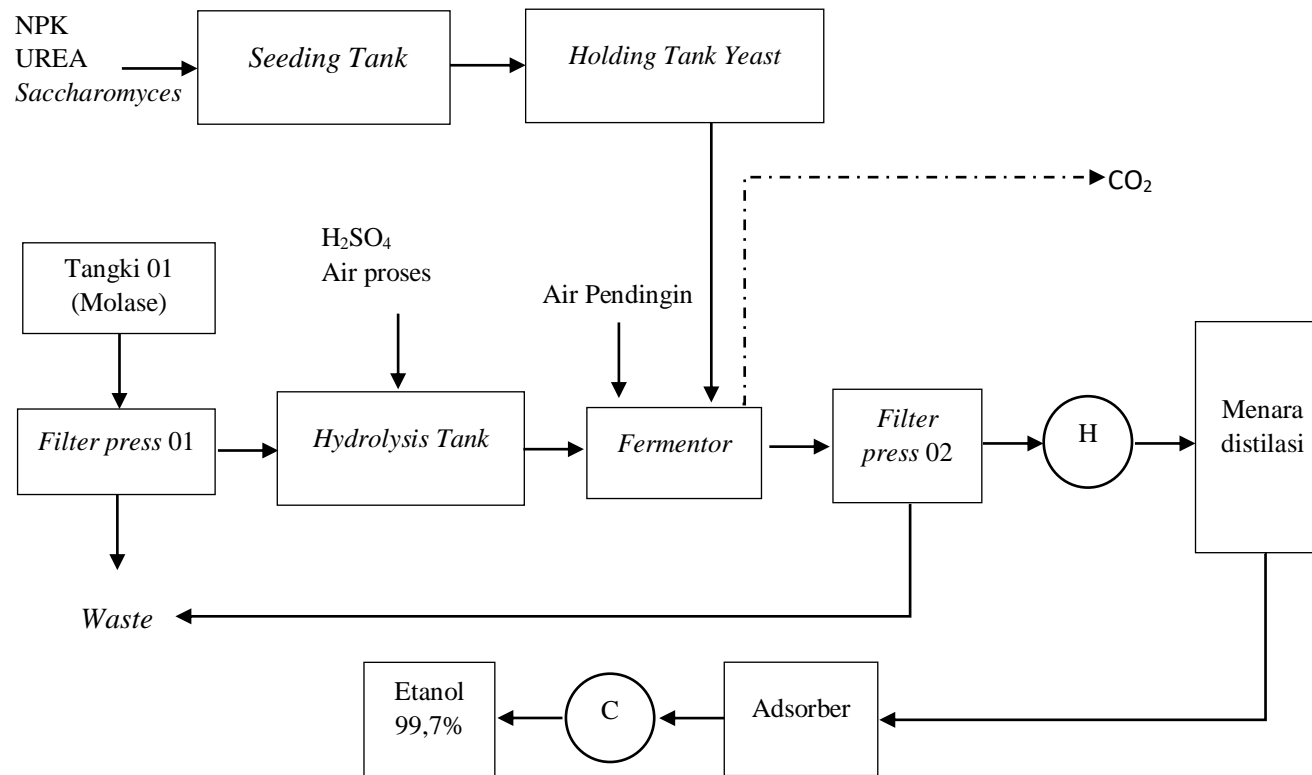 NPK
UREA
Saccharomyces
Seeding Tank
Holding Tank Yeast
CO₂
H₂SO₄
Air proses
Tangki 01
(Molase)
Air Pendingin
Filter press 01
Hydrolysis Tank
Fermentor
Filter
press 02
H
Menara
distilasi
Waste
Etanol
99,7%
C
Adsorber